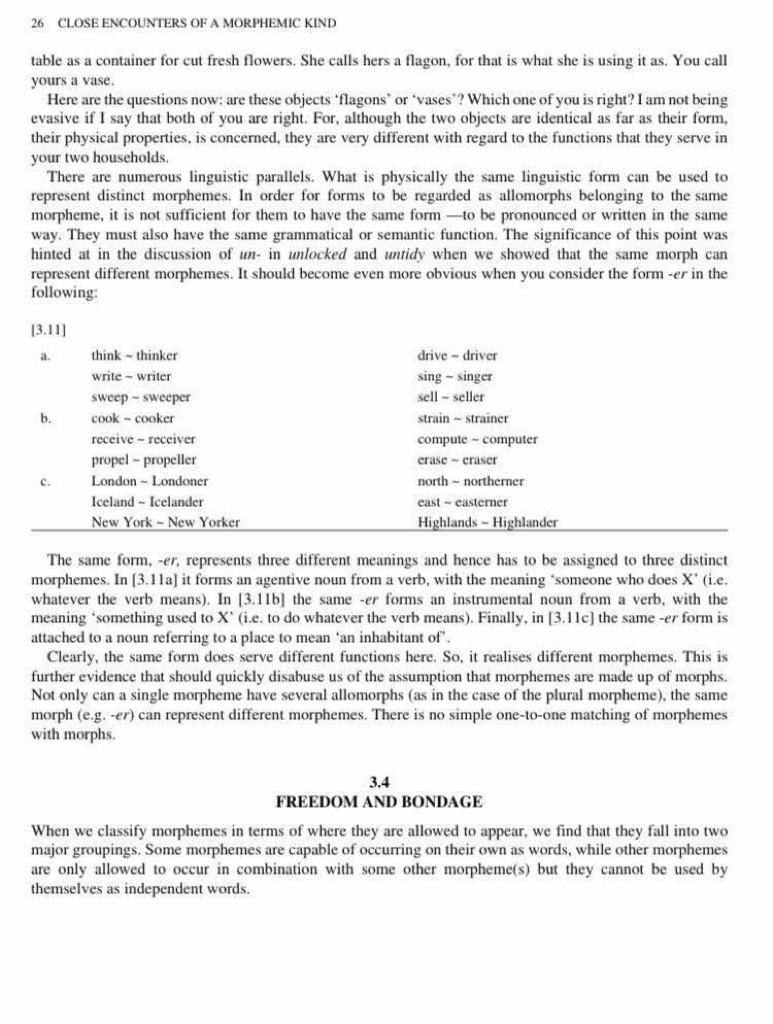 26 CLOSE ENCOUNTERS OF A MORPHEMIC KIND
table as a container for cut fresh flowers. She calls hers a flagon, for that is what she is using it as. You call
yours a vase.
Here are the questions now: are these objects ‘flagons’ or ‘vases’? Which one of you is right? I am not being
evasive if I say that both of you are right. For, although the two objects are identical as far as their form,
their physical properties, is concerned, they are very different with regard to the functions that they serve in
your two households.
There are numerous linguistic parallels. What is physically the same linguistic form can be used to
represent distinct morphemes. In order for forms to be regarded as allomorphs belonging to the same
morpheme, it is not sufficient for them to have the same form —to be pronounced or written in the same
way. They must also have the same grammatical or semantic function. The significance of this point was
hinted at in the discussion of un- in unlocked and untidy when we showed that the same morph can
represent different morphemes. It should become even more obvious when you consider the form -er in the
following:
[3.11]
a. think ~ thinker drive ~ driver
write ~ writer sing ~ singer
sweep ~ sweeper sell ~ seller
b. cook ~ cooker strain ~ strainer
receive ~ receiver compute ~ computer
propel ~ propeller erase ~ eraser
c. London ~ Londoner north ~ northerner
Iceland ~ Icelander east ~ easterner
New York ~ New Yorker Highlands ~ Highlander
The same form, -er, represents three different meanings and hence has to be assigned to three distinct
morphemes. In [3.11a] it forms an agentive noun from a verb, with the meaning ‘someone who does X’ (i.e.
whatever the verb means). In [3.11b] the same -er forms an instrumental noun from a verb, with the
meaning ‘something used to X’ (i.e. to do whatever the verb means). Finally, in [3.11c] the same -er form is
attached to a noun referring to a place to mean ‘an inhabitant of’.
Clearly, the same form does serve different functions here. So, it realises different morphemes. This is
further evidence that should quickly disabuse us of the assumption that morphemes are made up of morphs.
Not only can a single morpheme have several allomorphs (as in the case of the plural morpheme), the same
morph (e.g. -er) can represent different morphemes. There is no simple one-to-one matching of morphemes
with morphs.
3.4
FREEDOM AND BONDAGE
When we classify morphemes in terms of where they are allowed to appear, we find that they fall into two
major groupings. Some morphemes are capable of occurring on their own as words, while other morphemes
are only allowed to occur in combination with some other morpheme(s) but they cannot be used by
themselves as independent words.